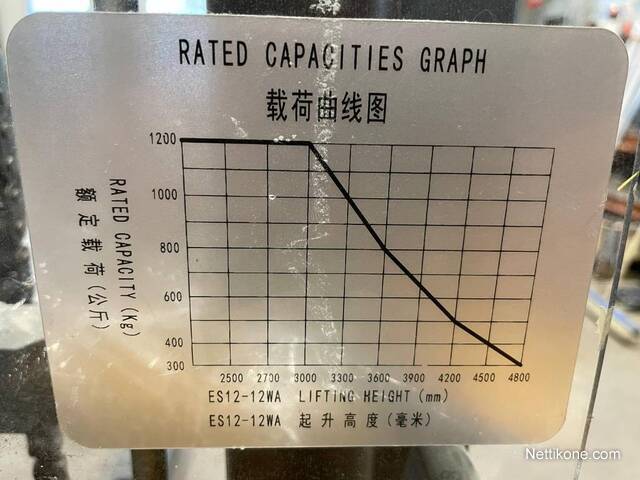 RATED CAPACITIES GRAPH
载荷曲线图
RATED CAPACITY (Kg)
额定载荷(公斤)
1200
1000
800
600
400
300
2500 2700 3000 3300 3600 3900 4200 4500 4800
ES12-12WA LIFTING HEIGHT (mm)
ES12-12WA 起升高度(毫米)
Nettikone.com